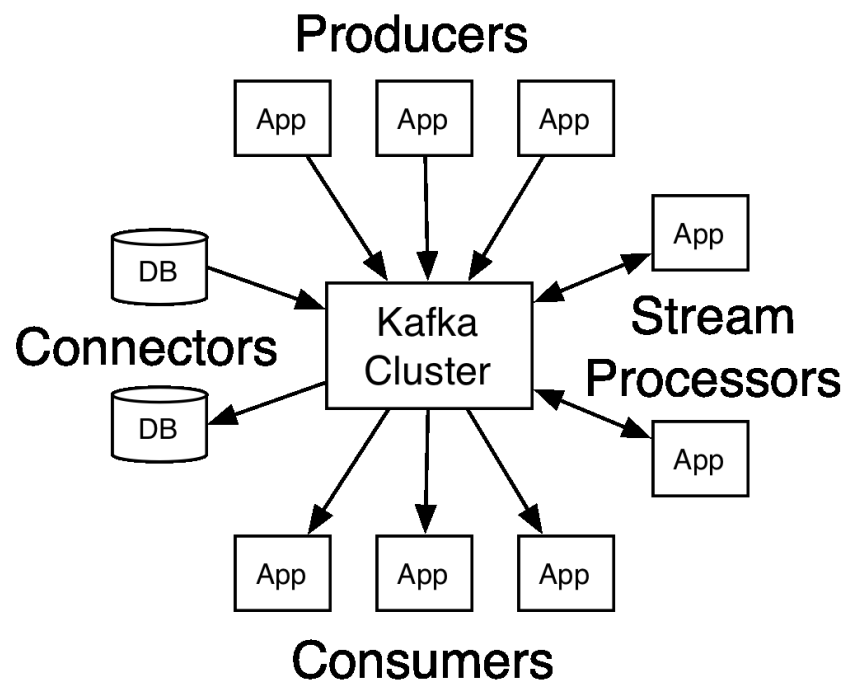 Producers
App
App
App
App
DB
Kafka
Cluster
Stream
Processors
Connectors
DB
App
App
App
App
Consumers